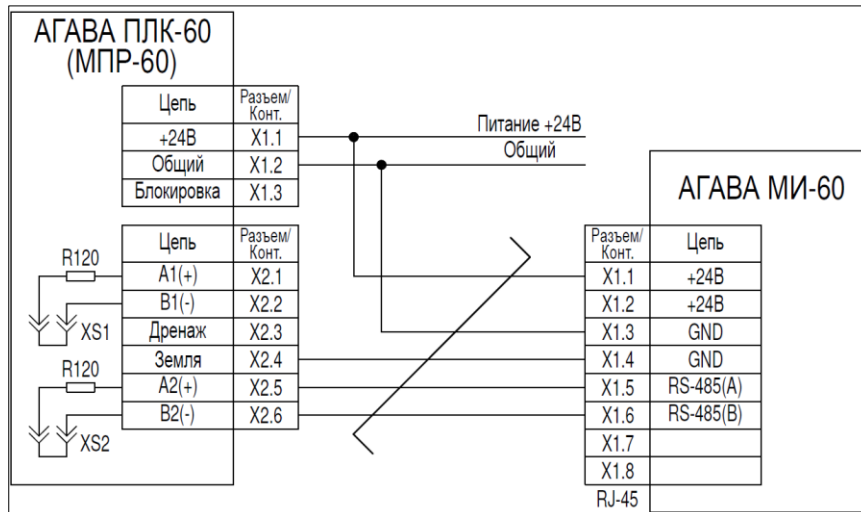 АГАВА ПЛК-60
(МПР-60)
Цепь Разъем/
Конт.
+24В X1.1
Общий X1.2
Блокировка X1.3
Питание +24В
Общий
Цепь Разъем/
Конт.
A1(+) X2.1
B1(-) X2.2
Дренаж X2.3
Земля X2.4
A2(+) X2.5
B2(-) X2.6
R120
XS1
R120
XS2
АГАВА МИ-60
Разъем/
Конт. Цепь
X1.1 +24В
X1.2 +24В
X1.3 GND
X1.4 GND
X1.5 RS-485(A)
X1.6 RS-485(B)
X1.7
X1.8
RJ-45